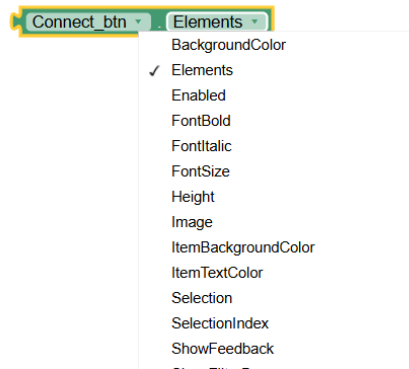 Connect_btn . Elements
BackgroundColor
Elements
Enabled
FontBold
FontItalic
FontSize
Height
Image
ItemBackgroundColor
ItemTextColor
Selection
SelectionIndex
ShowFeedback